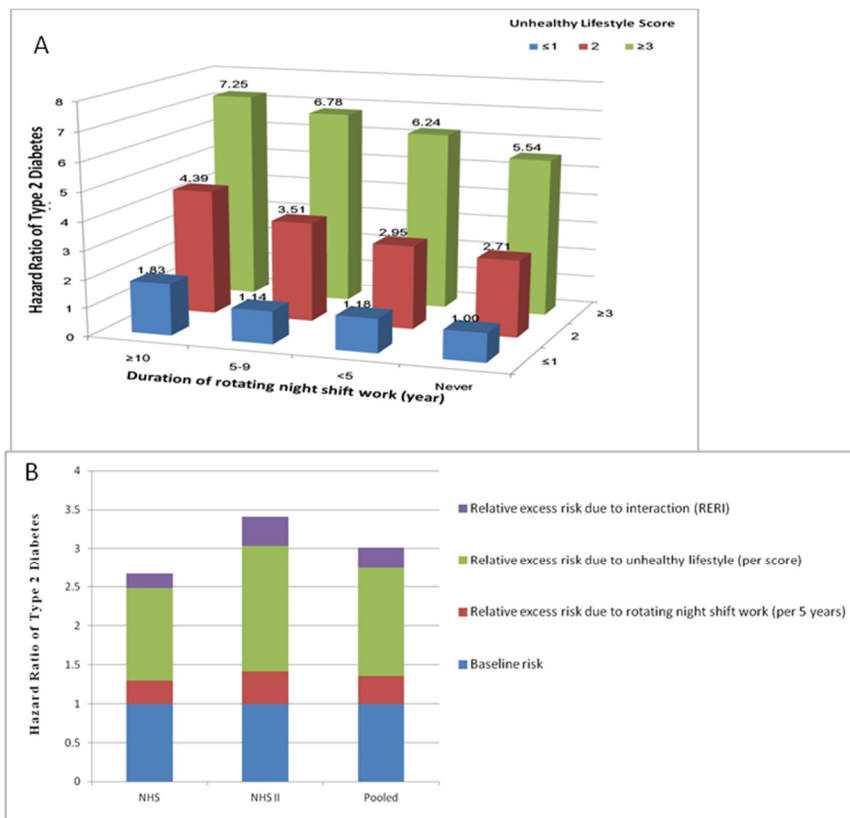 Unhealthy Lifestyle Score
≤1 2 ≥3
A
Hazard Ratio of Type 2 Diabetes
8
7
6
5
4
3
2
1
0
7.25
6.78
6.24
5.54
4.39
3.51
2.95
2.71
1.83
1.14
1.18
1.00
≥3
2
≤1
≥10
5-9
<5
Never
Duration of rotating night shift work (year)
B
Hazard Ratio of Type 2 Diabetes
4
3.5
3
2.5
2
1.5
1
0.5
0
NHS NHS II Pooled
Relative excess risk due to interaction (RERI)
Relative excess risk due to unhealthy lifestyle (per score)
Relative excess risk due to rotating night shift work (per 5 years)
Baseline risk